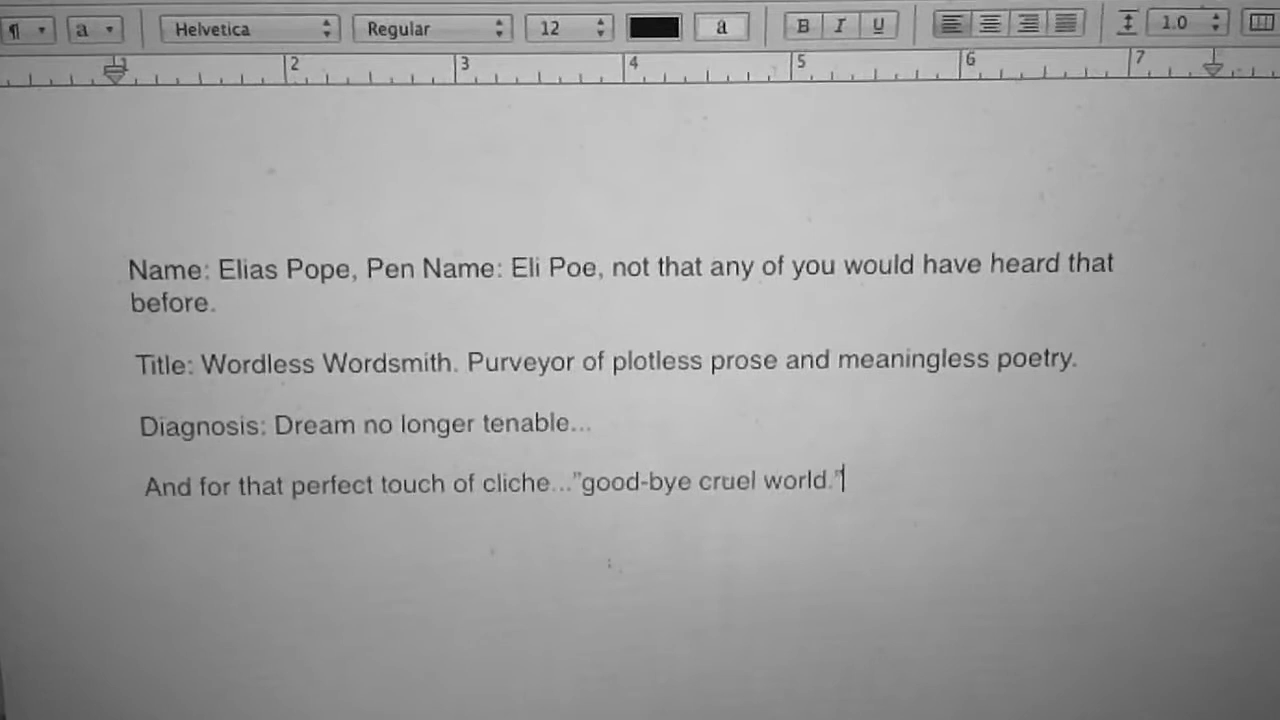 ¶ a Helvetica Regular 12 a B I U 1.0
1 2 3 4 5 6 7
Name: Elias Pope, Pen Name: Eli Poe, not that any of you would have heard that
before.
Title: Wordless Wordsmith. Purveyor of plotless prose and meaningless poetry.
Diagnosis: Dream no longer tenable...
And for that perfect touch of cliche..."good-bye cruel world."